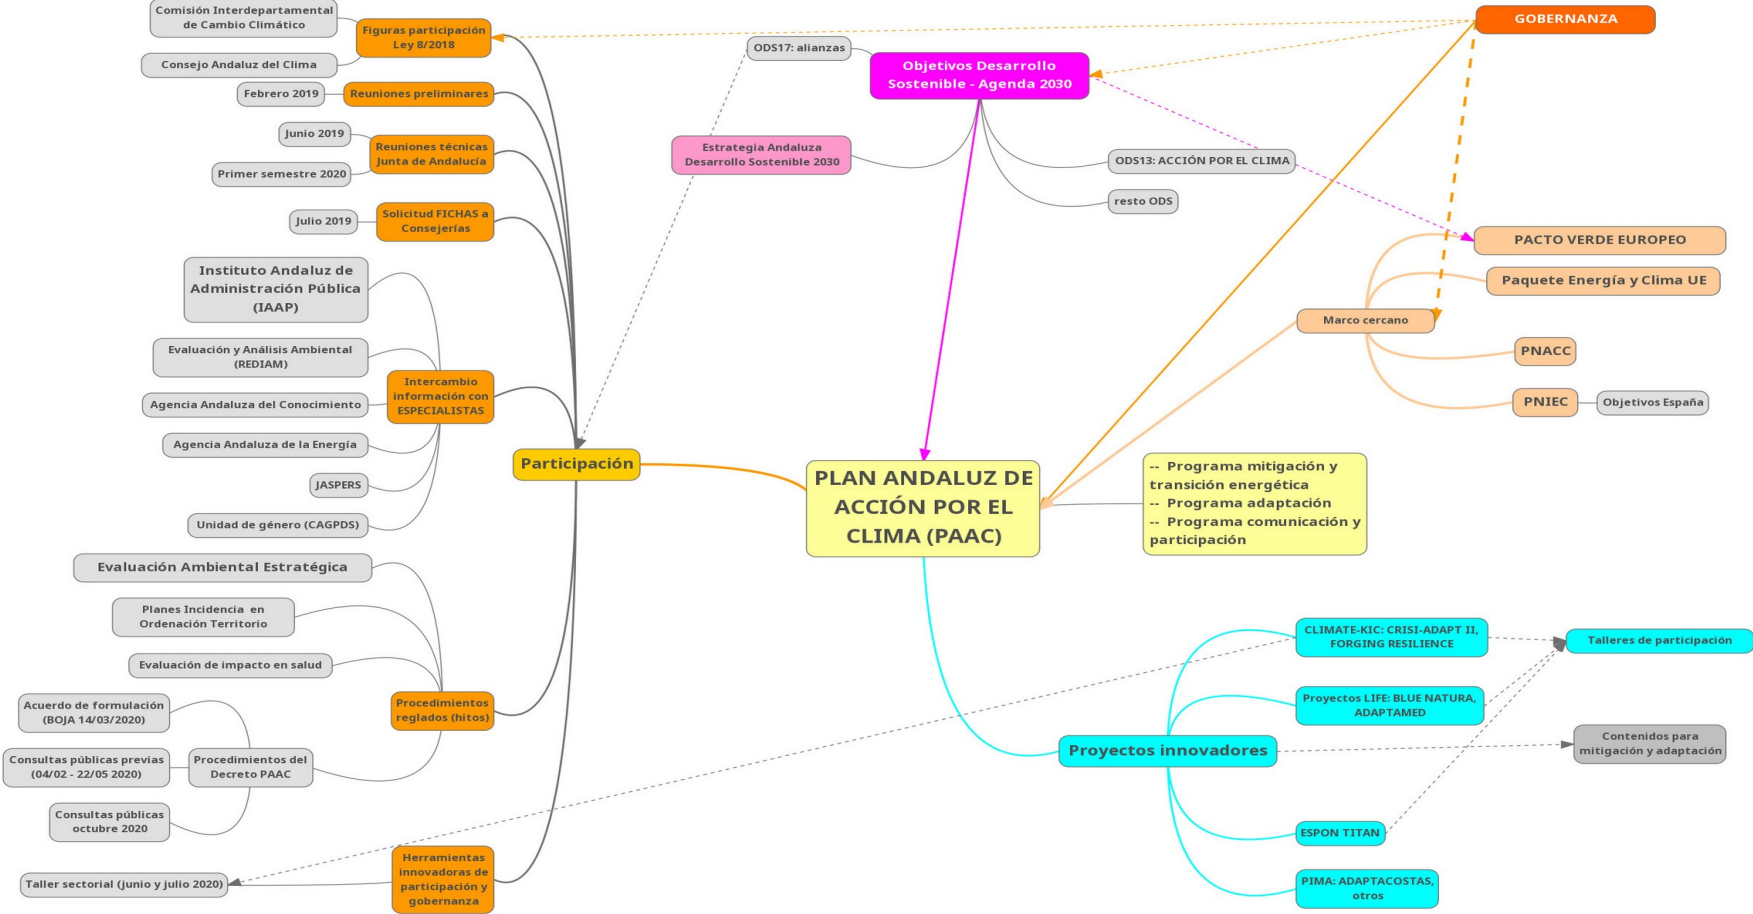 Comisión Interdepartamental
de Cambio Climático
Consejo Andaluz del Clima
Figuras participación
Ley 8/2018
Febrero 2019
Reuniones preliminares
Junio 2019
Primer semestre 2020
Reuniones técnicas
Junta de Andalucía
Julio 2019
Solicitud FICHAS a
Consejerías
Instituto Andaluz de
Administración Pública
(IAAP)
Evaluación y Análisis Ambiental
(REDIAM)
Agencia Andaluza del Conocimiento
Agencia Andaluza de la Energía
JASPERS
Unidad de género (CAGPDS)
Intercambio
información con
ESPECIALISTAS
Evaluación Ambiental Estratégica
Planes Incidencia en
Ordenación Territorio
Evaluación de impacto en salud
Acuerdo de formulación
(BOJA 14/03/2020)
Consultas públicas previas
(04/02 - 22/05 2020)
Consultas públicas
octubre 2020
Procedimientos del
Decreto PAAC
Procedimientos
reglados (hitos)
Taller sectorial (junio y julio 2020)
Herramientas
innovadoras de
participación y
gobernanza
Participación
ODS17: alianzas
Objetivos Desarrollo
Sostenible - Agenda 2030
Estrategia Andaluza
Desarrollo Sostenible 2030
ODS13: ACCIÓN POR EL CLIMA
resto ODS
GOBERNANZA
PACTO VERDE EUROPEO
Paquete Energía y Clima UE
Marco cercano
PNACC
PNIEC
Objetivos España
PLAN ANDALUZ DE
ACCIÓN POR EL
CLIMA (PAAC)
-- Programa mitigación y
transición energética
-- Programa adaptación
-- Programa comunicación y
participación
CLIMATE-KIC: CRISI-ADAPT II,
FORGING RESILIENCE
Talleres de participación
Proyectos LIFE: BLUE NATURA,
ADAPTAMED
Proyectos innovadores
Contenidos para
mitigación y adaptación
ESPON TITAN
PIMA: ADAPTACOSTAS,
otros